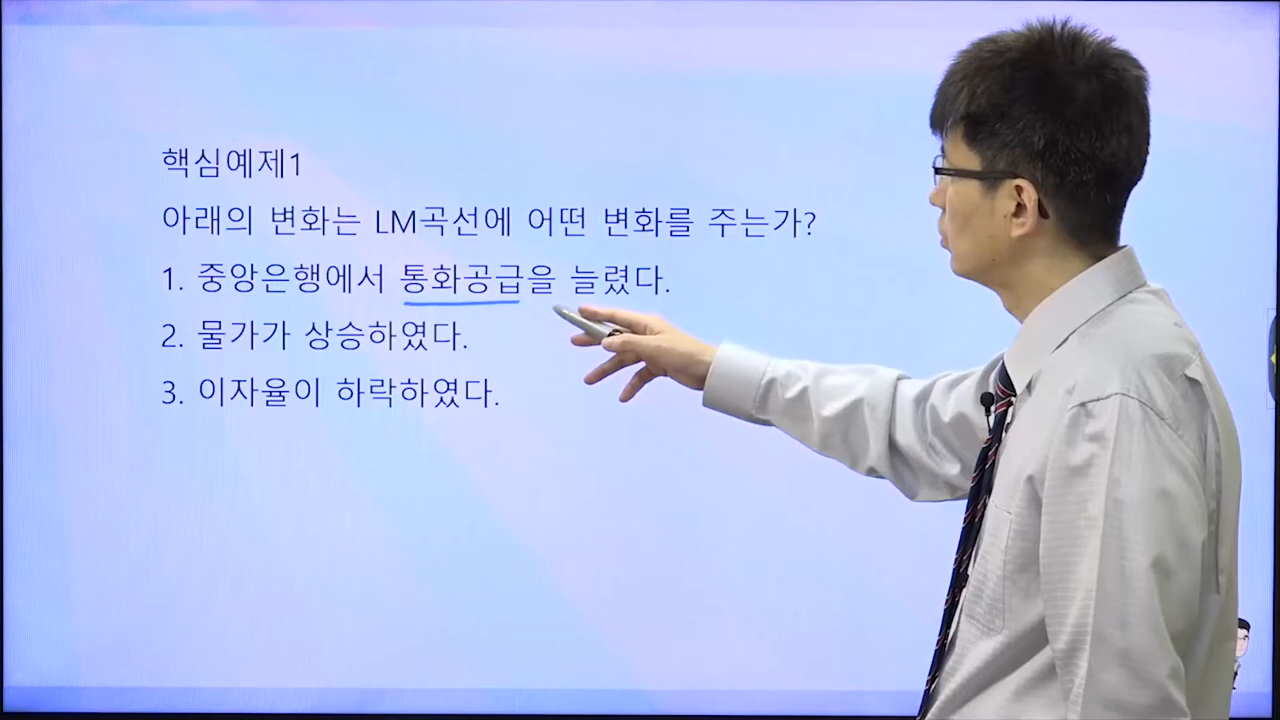 핵심예제1
아래의 변화는 LM곡선에 어떤 변화를 주는가?
1. 중앙은행에서 통화공급을 늘렸다.
2. 물가가 상승하였다.
3. 이자율이 하락하였다.